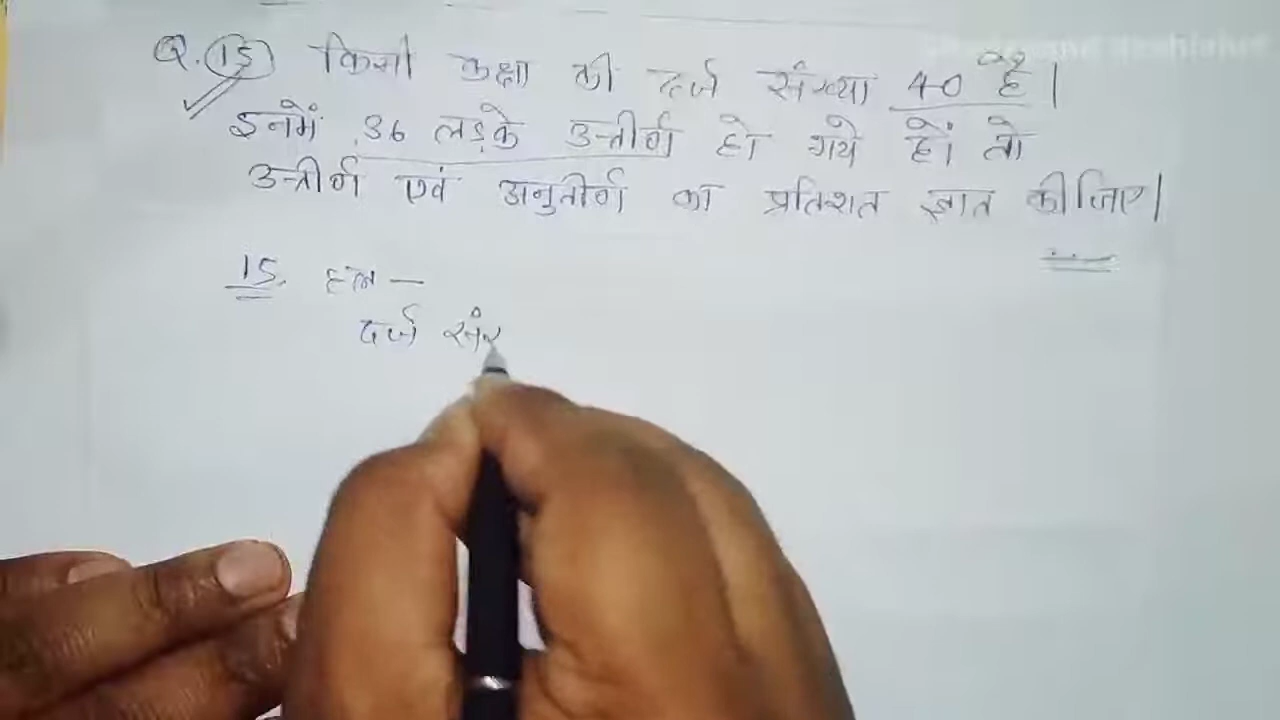 Q. 15 किसी कक्षा की दर्ज संख्या 40 है।
इनमें 36 लड़के उत्तीर्ण हो गये हों तो
उत्तीर्ण एवं अनुतीर्ण का प्रतिशत ज्ञात कीजिए।
15. हल —
दर्ज सं